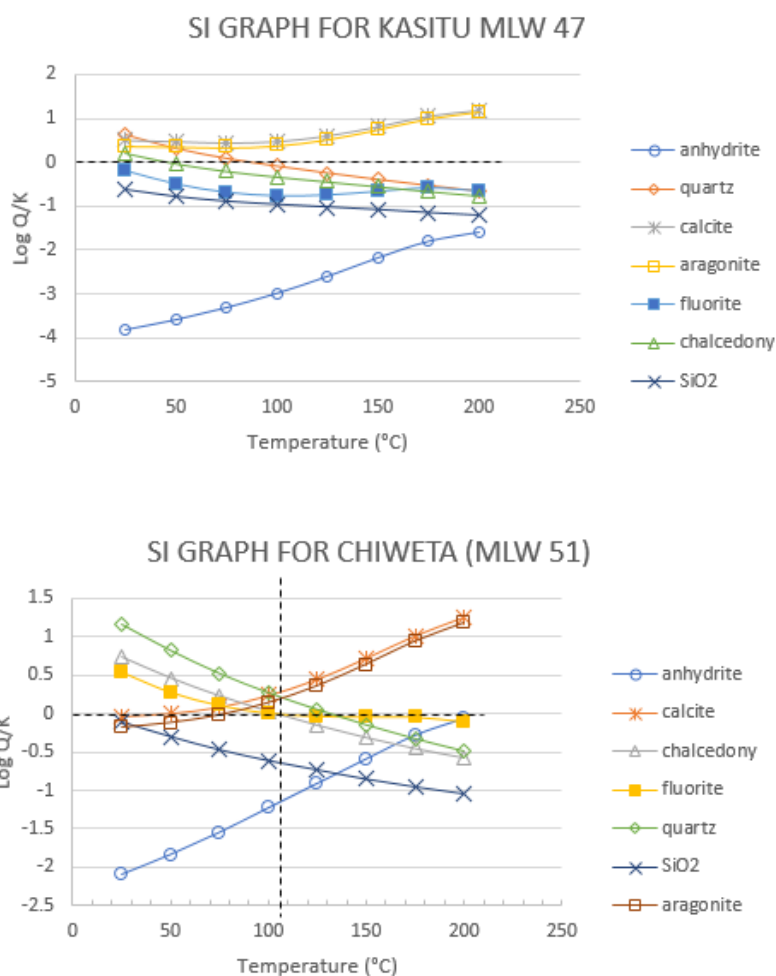 SI GRAPH FOR KASITU MLW 47
2
1
0
-1
-2
-3
-4
-5
Log Q/K
0 50 100 150 200 250
Temperature (°C)
anhydrite
quartz
calcite
aragonite
fluorite
chalcedony
SiO2
SI GRAPH FOR CHIWETA (MLW 51)
1.5
1
0.5
0
-0.5
-1
-1.5
-2
-2.5
Log Q/K
0 50 100 150 200 250
Temperature (°C)
anhydrite
calcite
chalcedony
fluorite
quartz
SiO2
aragonite